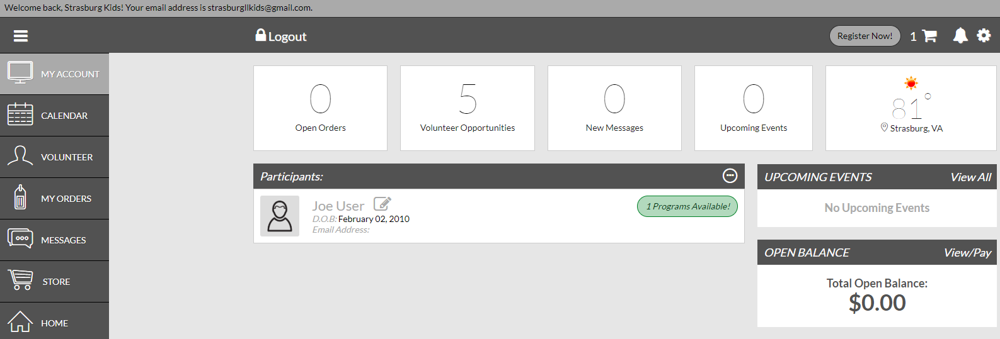 Welcome back, Strasburg Kids! Your email address is strasburgllkids@gmail.com.
Logout
Register Now!
1
MY ACCOUNT
CALENDAR
VOLUNTEER
MY ORDERS
MESSAGES
STORE
HOME
0
Open Orders
5
Volunteer Opportunities
0
New Messages
0
Upcoming Events
81°
Strasburg, VA
Participants:
Joe User
D.O.B: February 02, 2010
Email Address:
1 Programs Available!
UPCOMING EVENTS View All
No Upcoming Events
OPEN BALANCE View/Pay
Total Open Balance:
$0.00